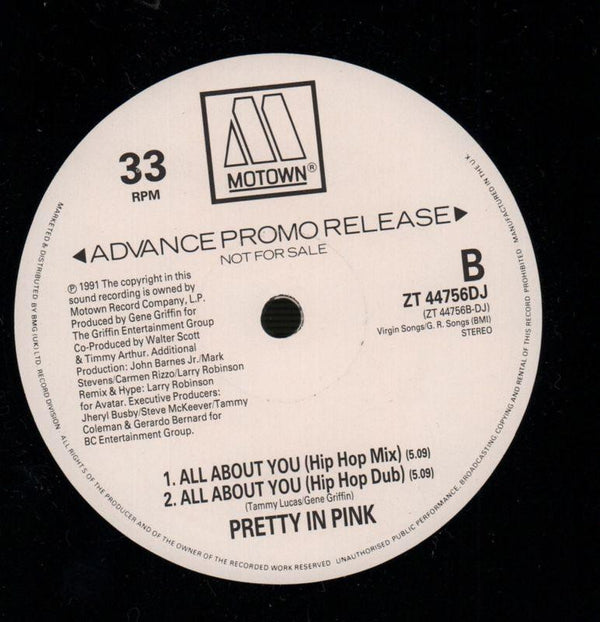 MOTOWN®
33
RPM
ADVANCE PROMO RELEASE
NOT FOR SALE
℗ 1991 The copyright in this
sound recording is owned by
Motown Record Company, L.P.
Produced by Gene Griffin for
The Griffin Entertainment Group
Co-Produced by Walter Scott
& Timmy Arthur. Additional
Production: John Barnes Jr./Mark
Stevens/Carmen Rizzo/Larry Robinson
Remix & Hype: Larry Robinson
for Avatar. Executive Producers:
Jheryl Busby/Steve McKeever/Tammy
Coleman & Gerardo Bernard for
BC Entertainment Group.
B
ZT 44756DJ
(ZT 44756B-DJ)
Virgin Songs/G. R. Songs (BMI)
STEREO
1. ALL ABOUT YOU (Hip Hop Mix) (5.09)
2. ALL ABOUT YOU (Hip Hop Dub) (5.09)
(Tammy Lucas/Gene Griffin)
PRETTY IN PINK
MARKETED & DISTRIBUTED BY BMG (UK) LTD. RECORD DIVISION · ALL RIGHTS OF THE PRODUCER AND OF THE OWNER OF THE RECORDED WORK RESERVED UNAUTHORISED PUBLIC PERFORMANCE, BROADCASTING COPYING AND RENTAL OF THIS RECORD PROHIBITED MANUFACTURED IN THE U.K.